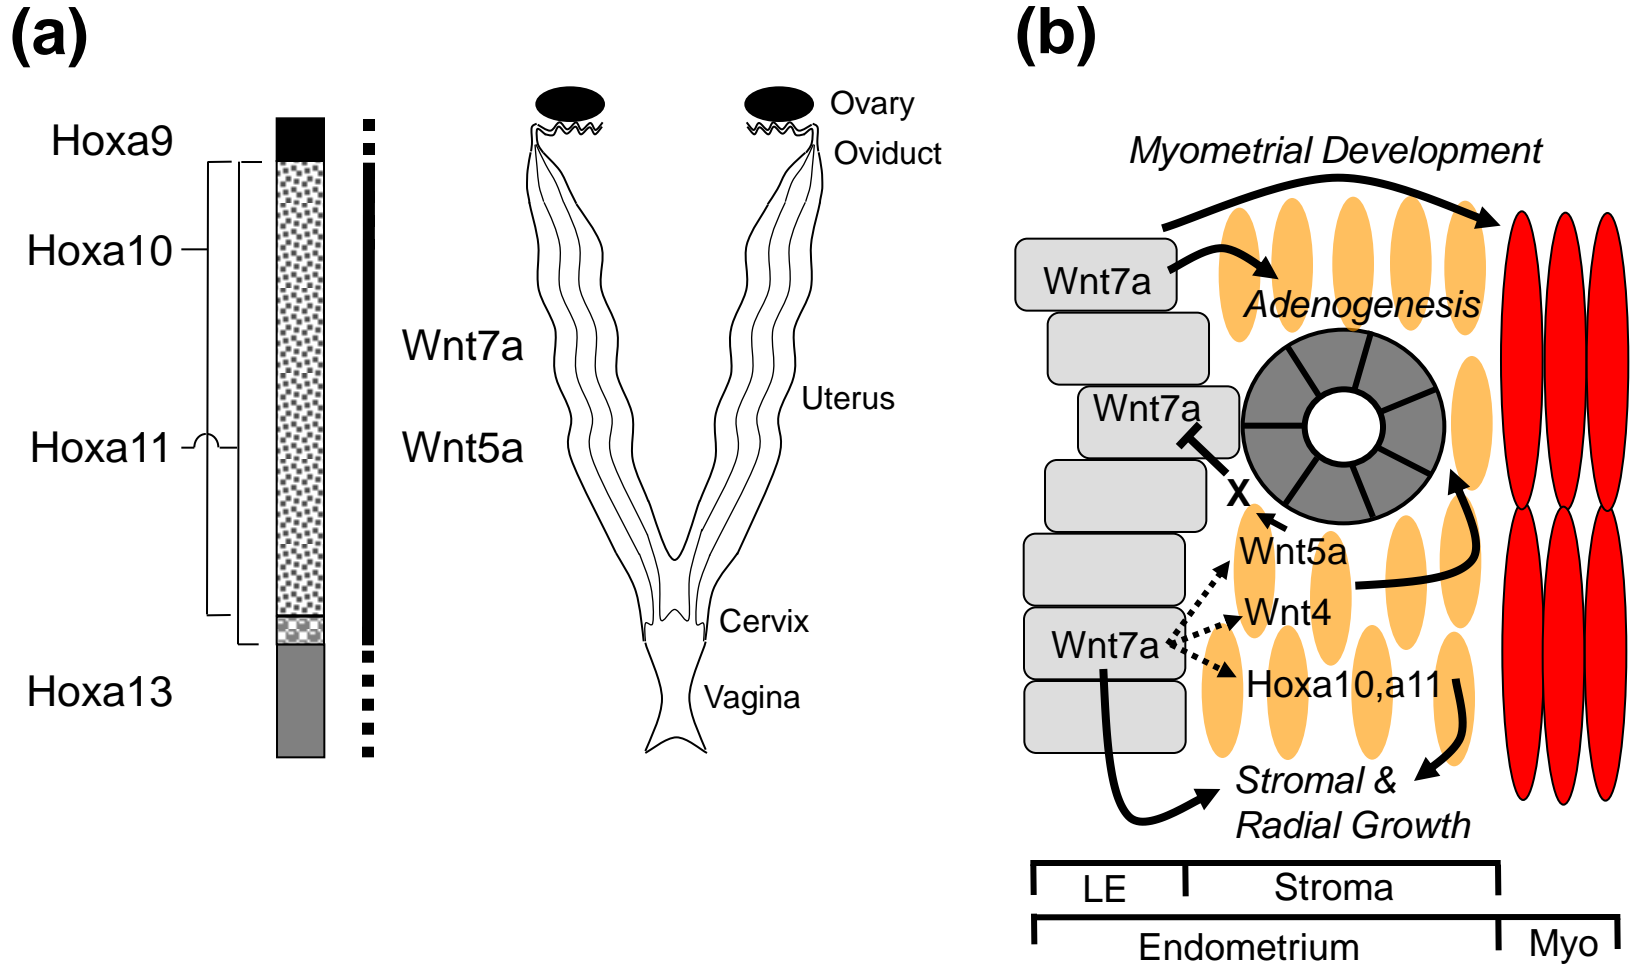 (a)
Hoxa9
Hoxa10
Hoxa11
Hoxa13
Wnt7a
Wnt5a
Ovary
Oviduct
Uterus
Cervix
Vagina
(b)
Myometrial Development
Wnt7a
Adenogenesis
Wnt7a
X
Wnt5a
Wnt4
Wnt7a
Hoxa10,a11
Stromal &
Radial Growth
LE
Stroma
Endometrium
Myo